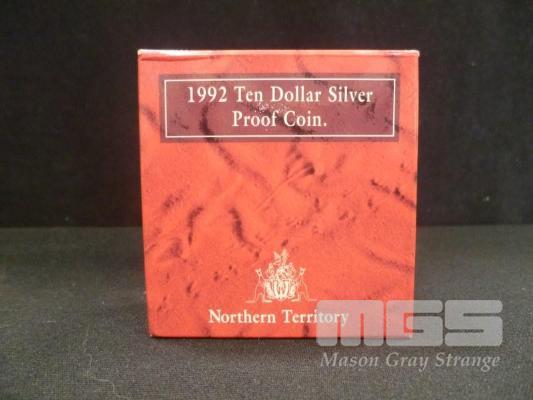 1992 Ten Dollar Silver
Proof Coin.
Northern Territory
MGS
Mason Gray Strange